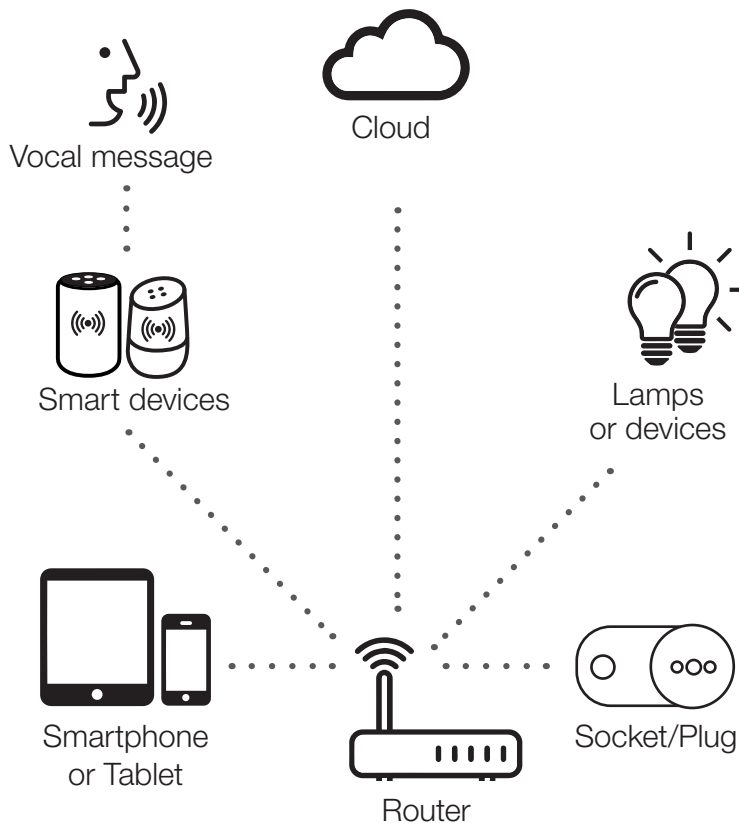 Cloud
Vocal message
Smart devices
Lamps
or devices
Smartphone
or Tablet
Socket/Plug
Router